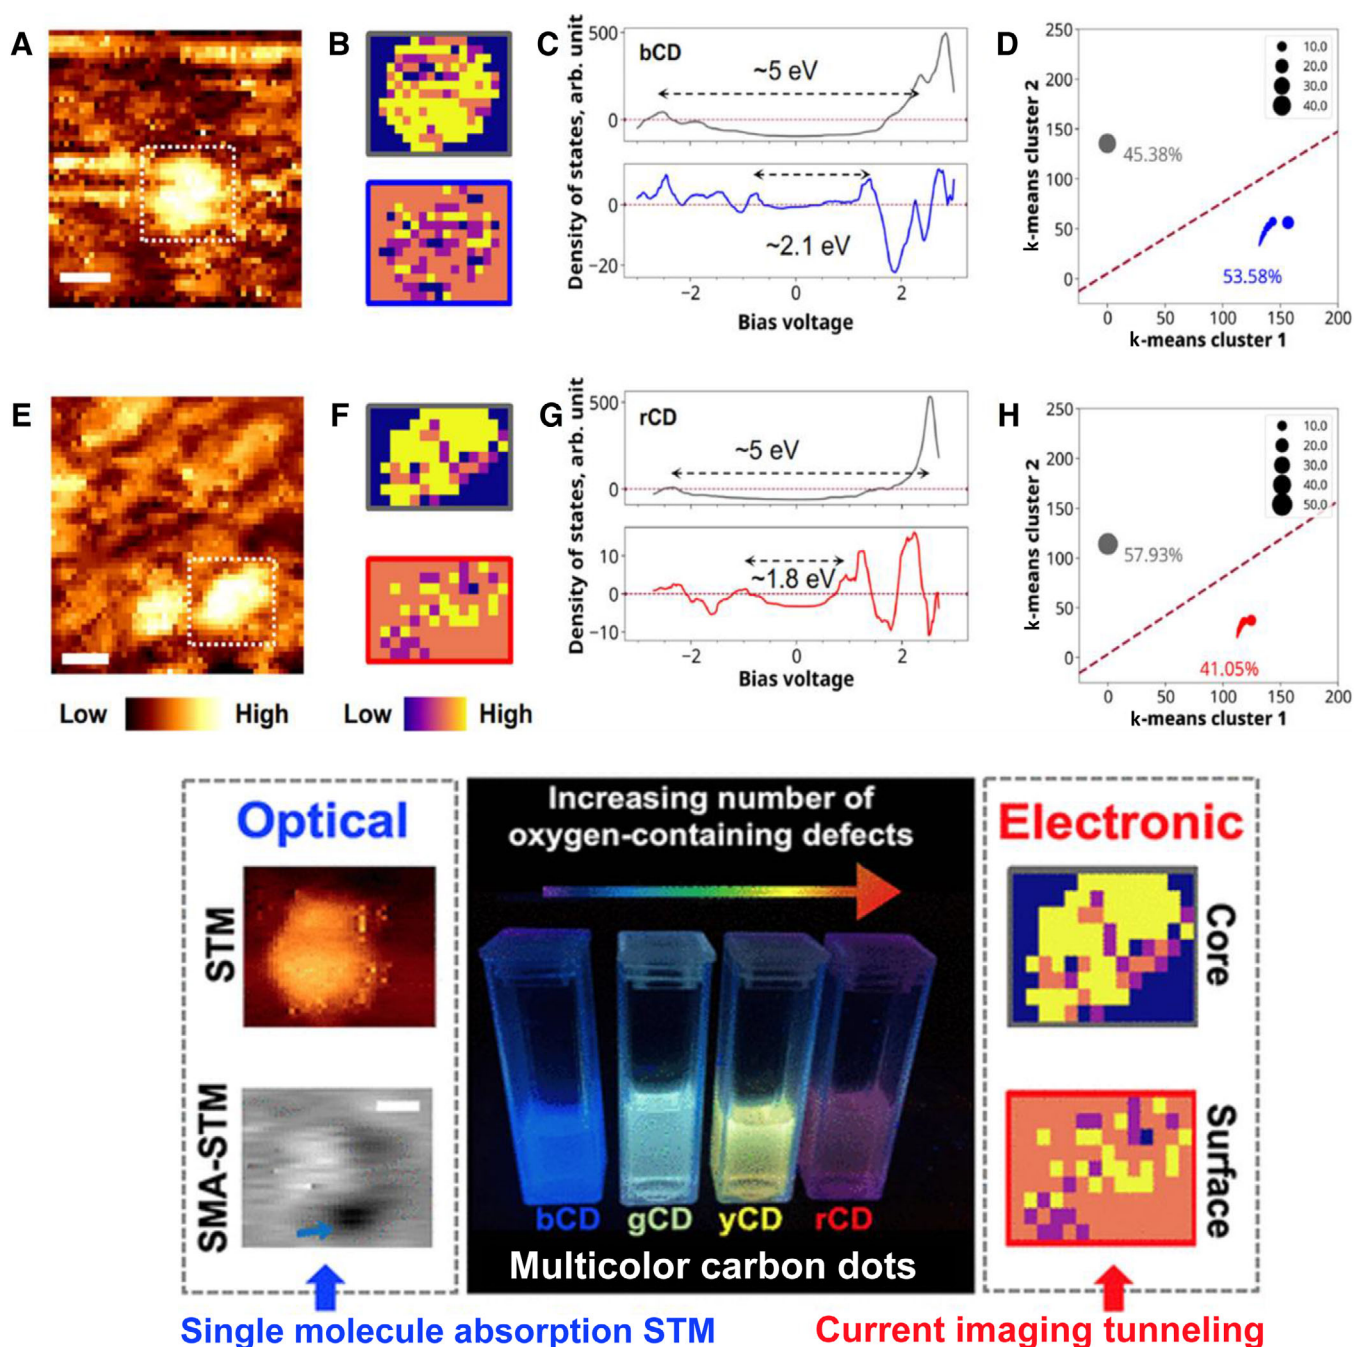 A
B
C
D
Density of states, arb. unit
500
0
bCD
~5 eV
0
−20
~2.1 eV
−2
0
2
Bias voltage
k-means cluster 2
250
200
150
100
50
0
10.0
20.0
30.0
40.0
45.38%
53.58%
0
50
100
150
200
k-means cluster 1
E
F
G
H
Density of states, arb. unit
500
0
rCD
~5 eV
10
0
−10
~1.8 eV
−2
0
2
Bias voltage
k-means cluster 2
250
200
150
100
50
0
10.0
20.0
30.0
40.0
50.0
57.93%
41.05%
0
50
100
150
200
k-means cluster 1
Low
High
Low
High
Optical
STM
SMA-STM
Increasing number of
oxygen-containing defects
bCD
gCD
yCD
rCD
Multicolor carbon dots
Electronic
Core
Surface
Single molecule absorption STM
Current imaging tunneling